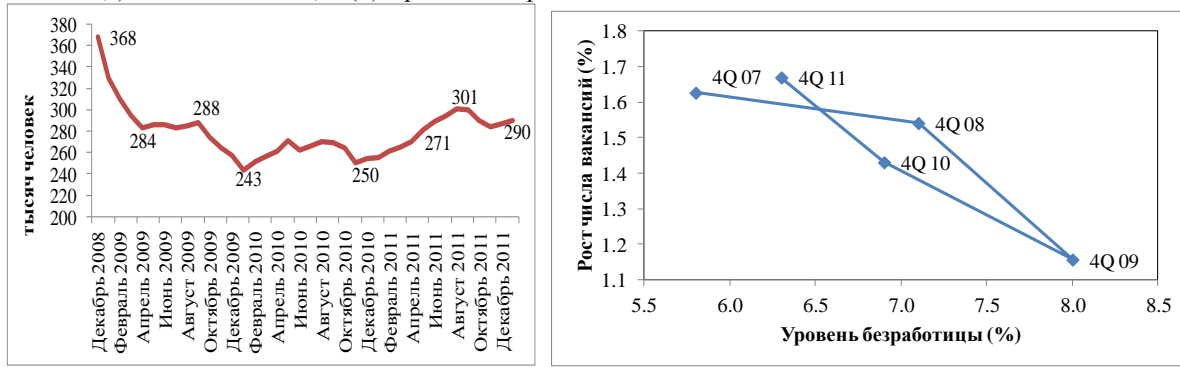 тысяч человек
380
360
340
320
300
280
260
240
220
200
368
284
288
243
250
271
301
290
Декабрь 2008
Февраль 2009
Апрель 2009
Июнь 2009
Август 2009
Октябрь 2009
Декабрь 2009
Февраль 2010
Апрель 2010
Июнь 2010
Август 2010
Октябрь 2010
Декабрь 2010
Февраль 2011
Апрель 2011
Июнь 2011
Август 2011
Октябрь 2011
Декабрь 2011
Рост числа вакансий (%)
1.8
1.7
1.6
1.5
1.4
1.3
1.2
1.1
4Q 07
4Q 11
4Q 08
4Q 10
4Q 09
5.5 6.0 6.5 7.0 7.5 8.0 8.5
Уровень безработицы (%)